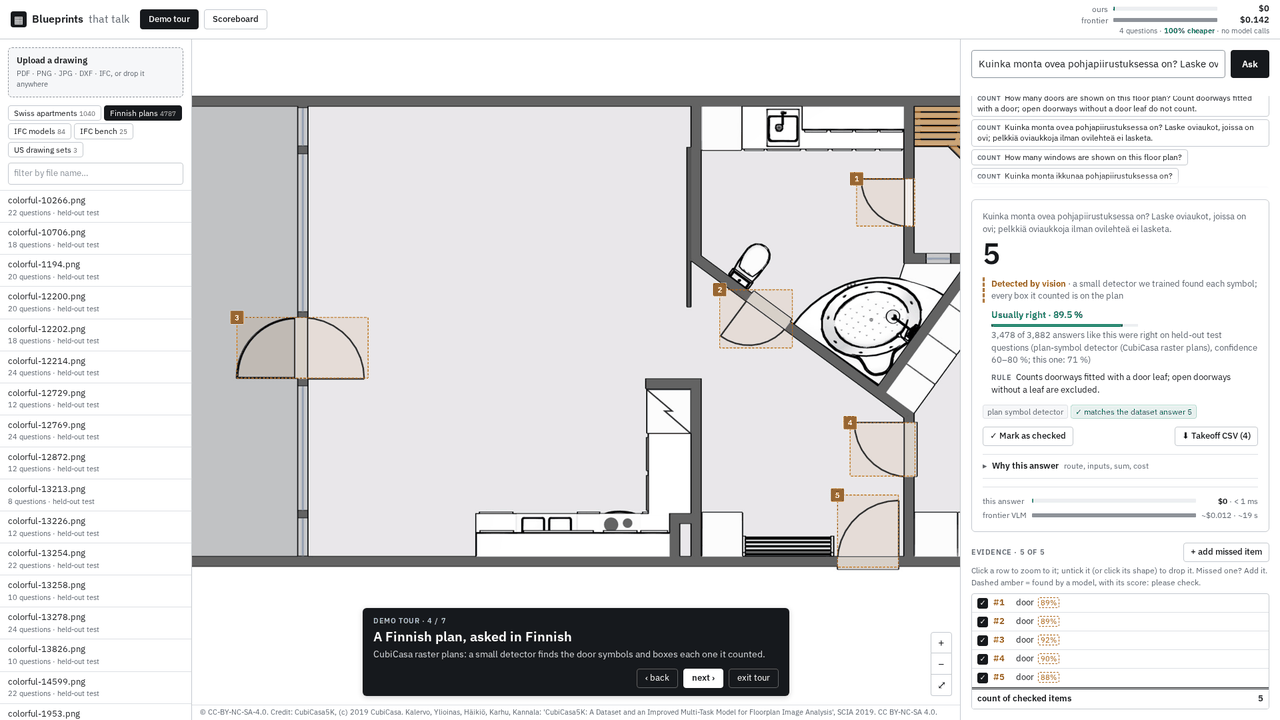 Blueprints that talk
Demo tour
Scoreboard
ours $0
frontier $0.142
4 questions · 100% cheaper · no model calls
Upload a drawing
PDF · PNG · JPG · DXF · IFC, or drop it
anywhere
Swiss apartments 1040
Finnish plans 4787
IFC models 84
IFC bench 25
US drawing sets 3
filter by file name...
colorful-10266.png
22 questions · held-out test
colorful-10706.png
18 questions · held-out test
colorful-1194.png
20 questions · held-out test
colorful-12200.png
20 questions · held-out test
colorful-12202.png
18 questions · held-out test
colorful-12214.png
24 questions · held-out test
colorful-12729.png
12 questions · held-out test
colorful-12769.png
24 questions · held-out test
colorful-12872.png
12 questions · held-out test
colorful-13213.png
8 questions · held-out test
colorful-13226.png
12 questions · held-out test
colorful-13254.png
22 questions · held-out test
colorful-13258.png
10 questions · held-out test
colorful-13278.png
24 questions · held-out test
colorful-13826.png
10 questions · held-out test
colorful-14599.png
22 questions · held-out test
colorful-1953.png
1
2
3
4
5
DEMO TOUR · 4 / 7
A Finnish plan, asked in Finnish
CubiCasa raster plans: a small detector finds the door symbols and boxes each one it counted.
‹ back
next ›
exit tour
+
−
⤢
© CC-BY-NC-SA-4.0. Credit: CubiCasa5K, (c) 2019 CubiCasa. Kalervo, Ylioinas, Häikiö, Karhu, Kannala: 'CubiCasa5K: A Dataset and an Improved Multi-Task Model for Floorplan Image Analysis', SCIA 2019. CC BY-NC-SA 4.0.
Kuinka monta ovea pohjapiirustuksessa on? Laske ov
Ask
COUNT How many doors are shown on this floor plan? Count doorways fitted
with a door; open doorways without a door leaf do not count.
COUNT Kuinka monta ovea pohjapiirustuksessa on? Laske oviaukot, joissa on
ovi; pelkkiä oviaukkoja ilman ovilehteä ei lasketa.
COUNT How many windows are shown on this floor plan?
COUNT Kuinka monta ikkunaa pohjapiirustuksessa on?
Kuinka monta ovea pohjapiirustuksessa on? Laske oviaukot, joissa on
ovi; pelkkiä oviaukkoja ilman ovilehteä ei lasketa.
5
Detected by vision · a small detector we trained found each symbol;
every box it counted is on the plan
Usually right · 89.5 %
3,478 of 3,882 answers like this were right on held-out test
questions (plan-symbol detector (CubiCasa raster plans), confidence
60–80 %; this one: 71 %)
RULE Counts doorways fitted with a door leaf; open doorways
without a leaf are excluded.
plan symbol detector
✓ matches the dataset answer 5
✓ Mark as checked
⬇ Takeoff CSV (4)
▸ Why this answer route, inputs, sum, cost
this answer $0 · < 1 ms
frontier VLM ~$0.012 · ~19 s
EVIDENCE · 5 OF 5
+ add missed item
Click a row to zoom to it; untick it (or click its shape) to drop it. Missed one? Add it.
Dashed amber = found by a model, with its score: please check.
✓ #1 door 89%
✓ #2 door 89%
✓ #3 door 92%
✓ #4 door 90%
✓ #5 door 88%
count of checked items 5